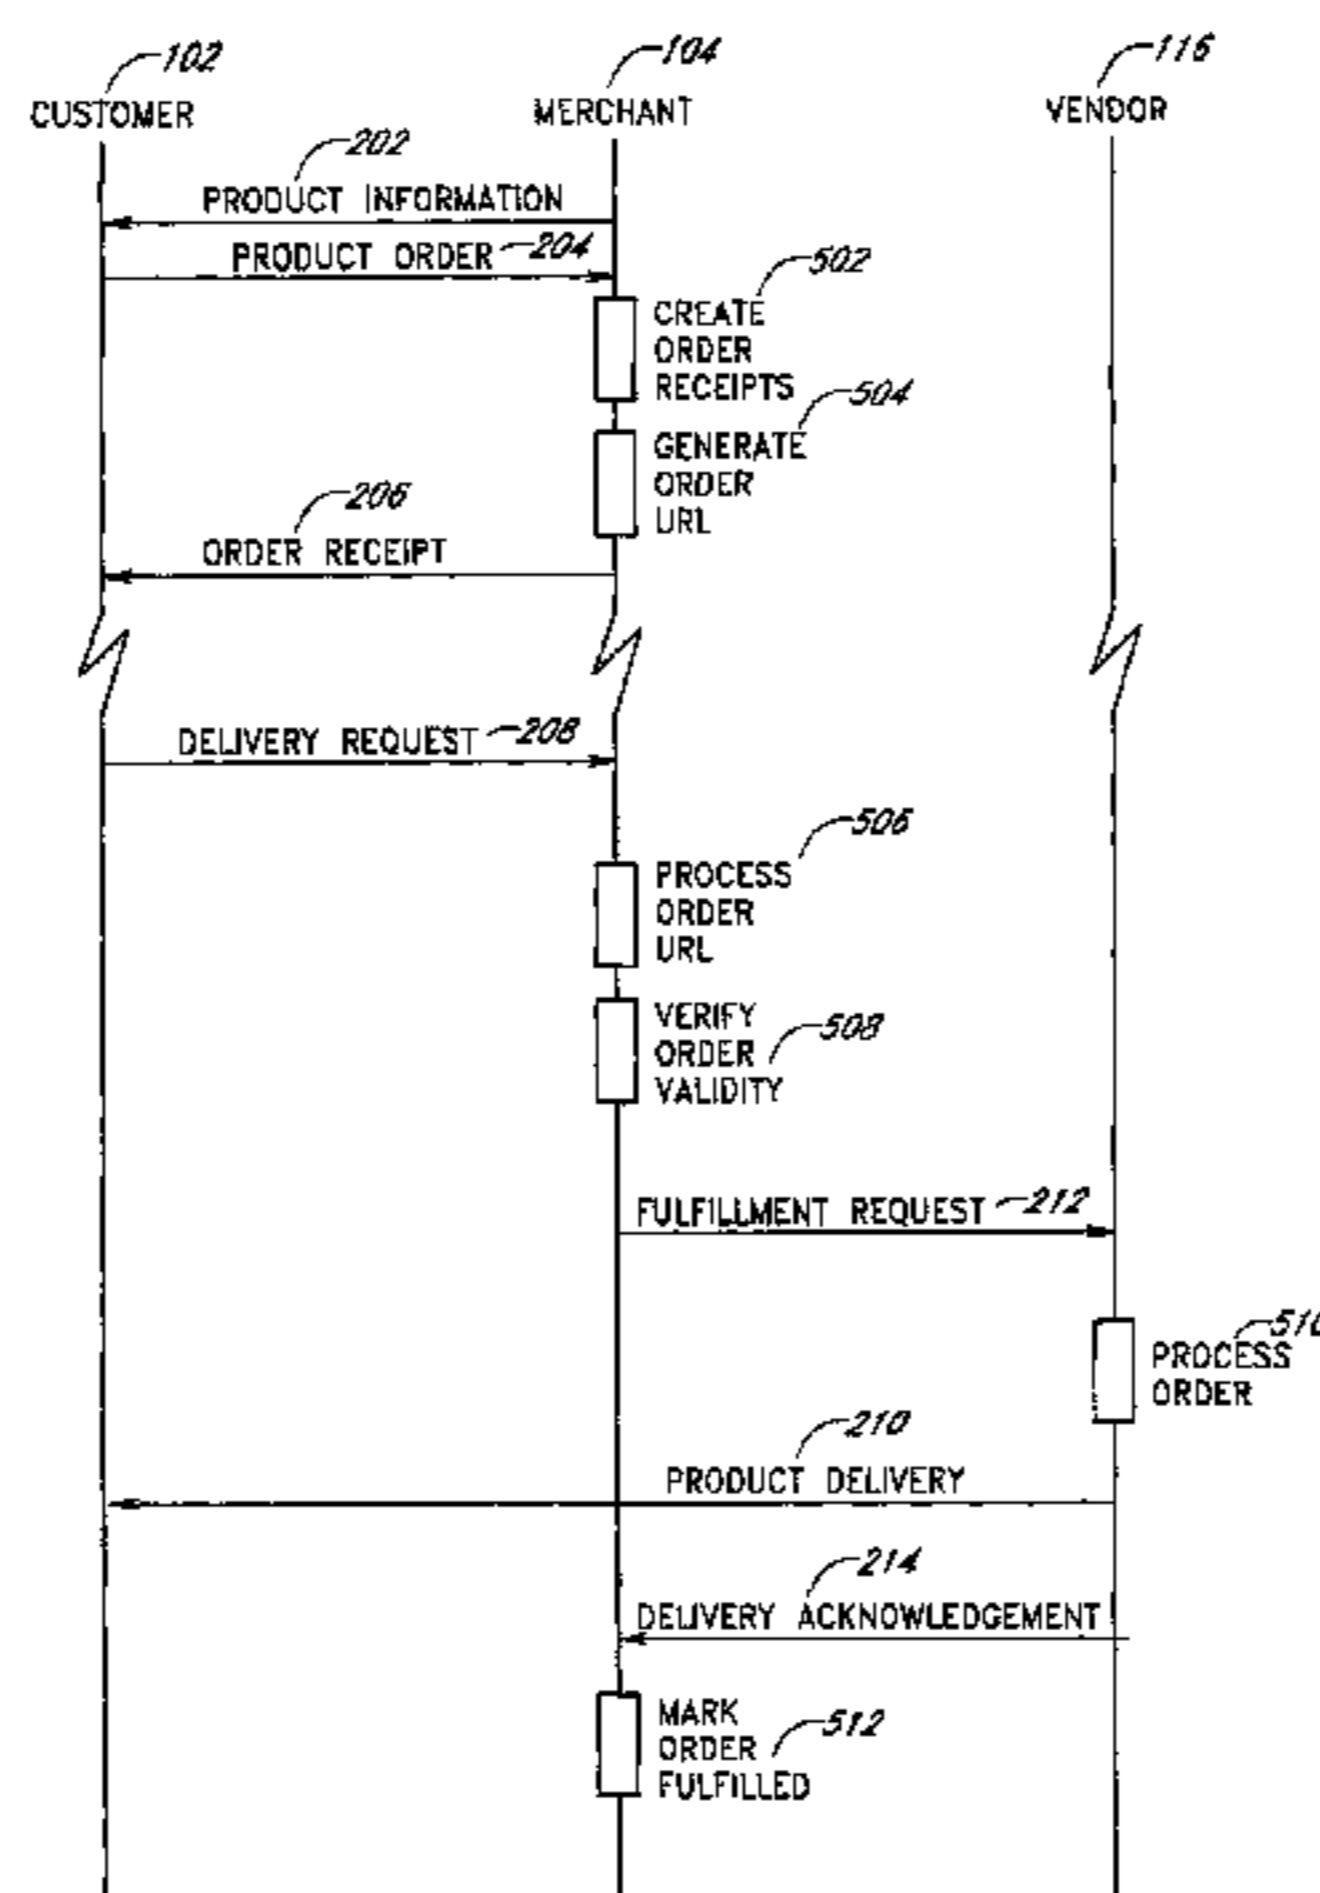 102
104
116
CUSTOMER
MERCHANT
VENDOR
202
PRODUCT INFORMATION
PRODUCT ORDER 204
502
CREATE
ORDER
RECEIPTS
504
GENERATE
ORDER
URL
206
ORDER RECEIPT
DELIVERY REQUEST 208
506
PROCESS
ORDER
URL
VERIFY
ORDER
VALIDITY
508
FULFILLMENT REQUEST 212
510
PROCESS
ORDER
210
PRODUCT DELIVERY
214
DELIVERY ACKNOWLEDGEMENT
MARK
ORDER
FULFILLED
512